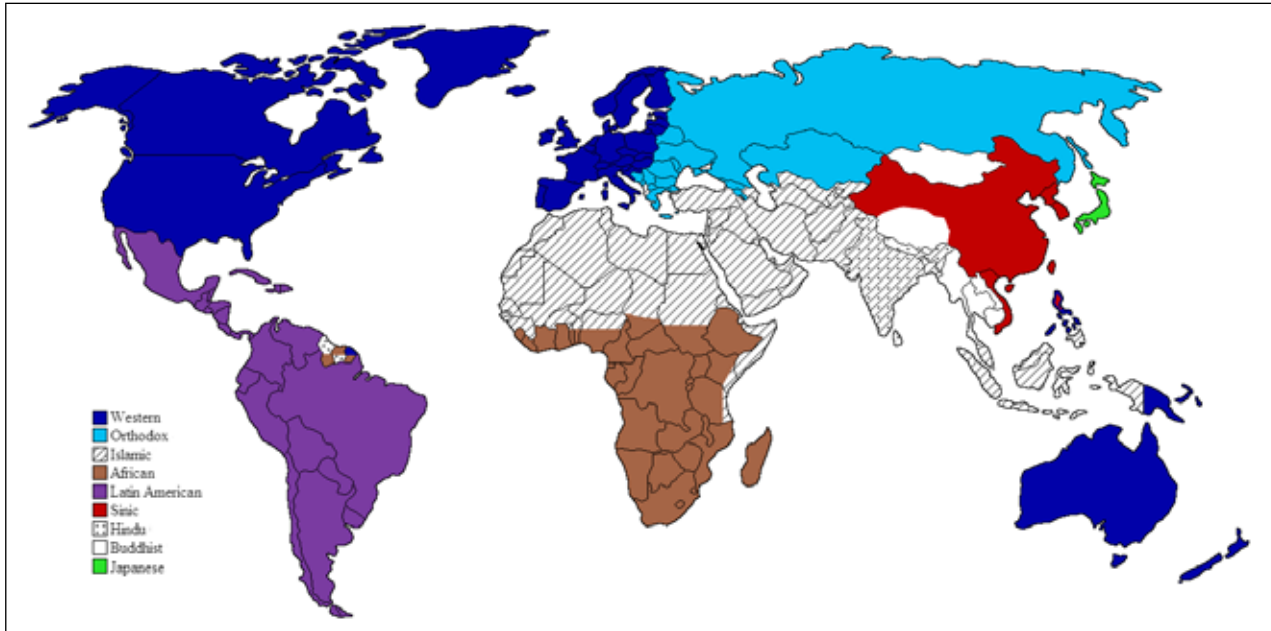 Western
Orthodox
Islamic
African
Latin American
Sinic
Hindu
Buddhist
Japanese